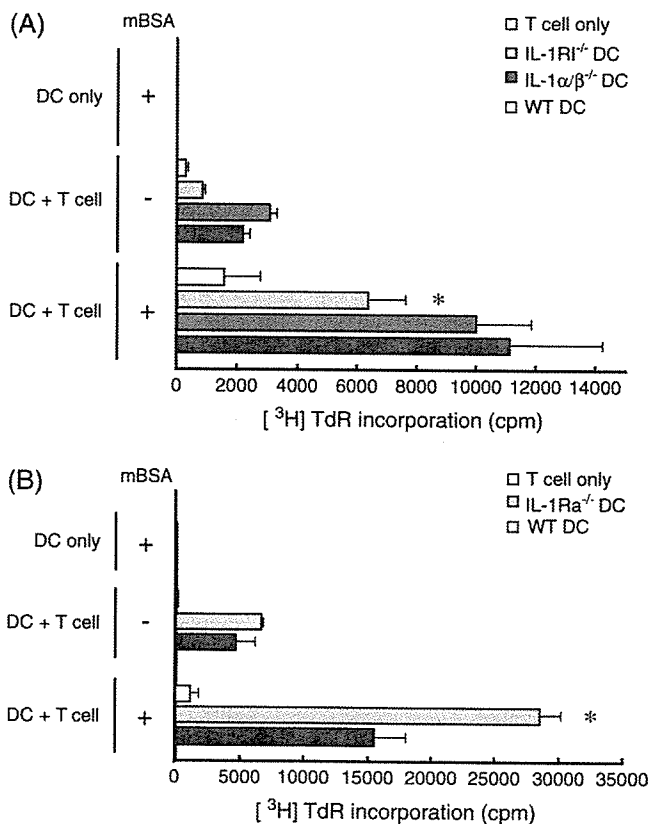 (A)
mBSA
T cell only
IL-1RI-/- DC
IL-1α/β-/- DC
WT DC
DC only +
DC + T cell -
DC + T cell +
*
0 2000 4000 6000 8000 10000 12000 14000
[ ³H] TdR incorporation (cpm)
(B)
mBSA
T cell only
IL-1Ra-/- DC
WT DC
DC only +
DC + T cell -
DC + T cell +
*
0 5000 10000 15000 20000 25000 30000 35000
[ ³H] TdR incorporation (cpm)